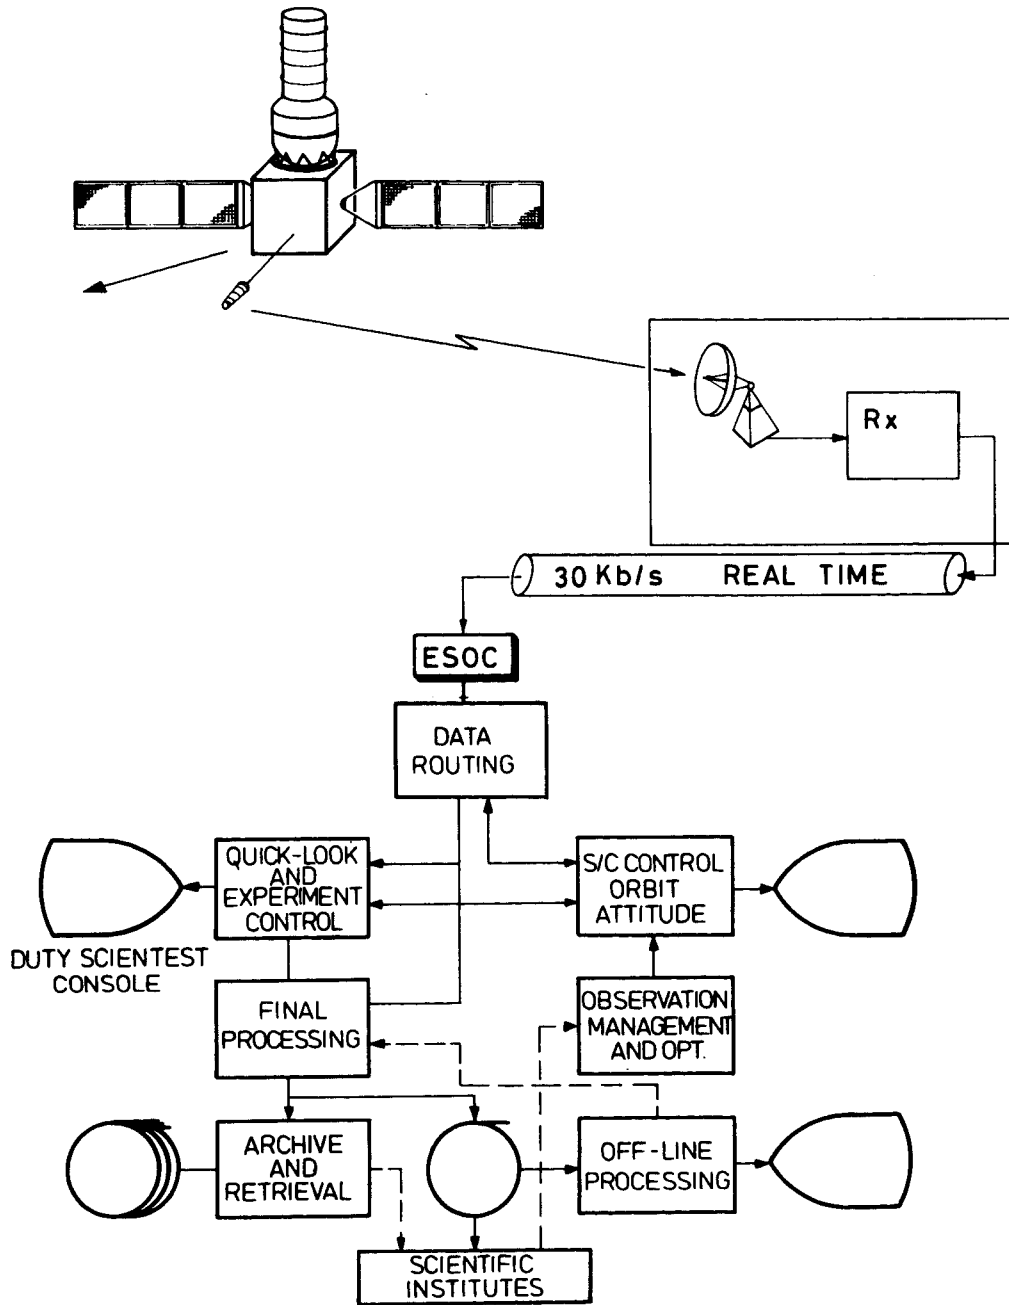 Rx
30 Kb/s REAL TIME
ESOC
DATA
ROUTING
QUICK-LOOK
AND
EXPERIMENT
CONTROL
S/C CONTROL
ORBIT
ATTITUDE
DUTY SCIENTEST
CONSOLE
FINAL
PROCESSING
OBSERVATION
MANAGEMENT
AND OPT.
ARCHIVE
AND
RETRIEVAL
OFF-LINE
PROCESSING
SCIENTIFIC
INSTITUTES